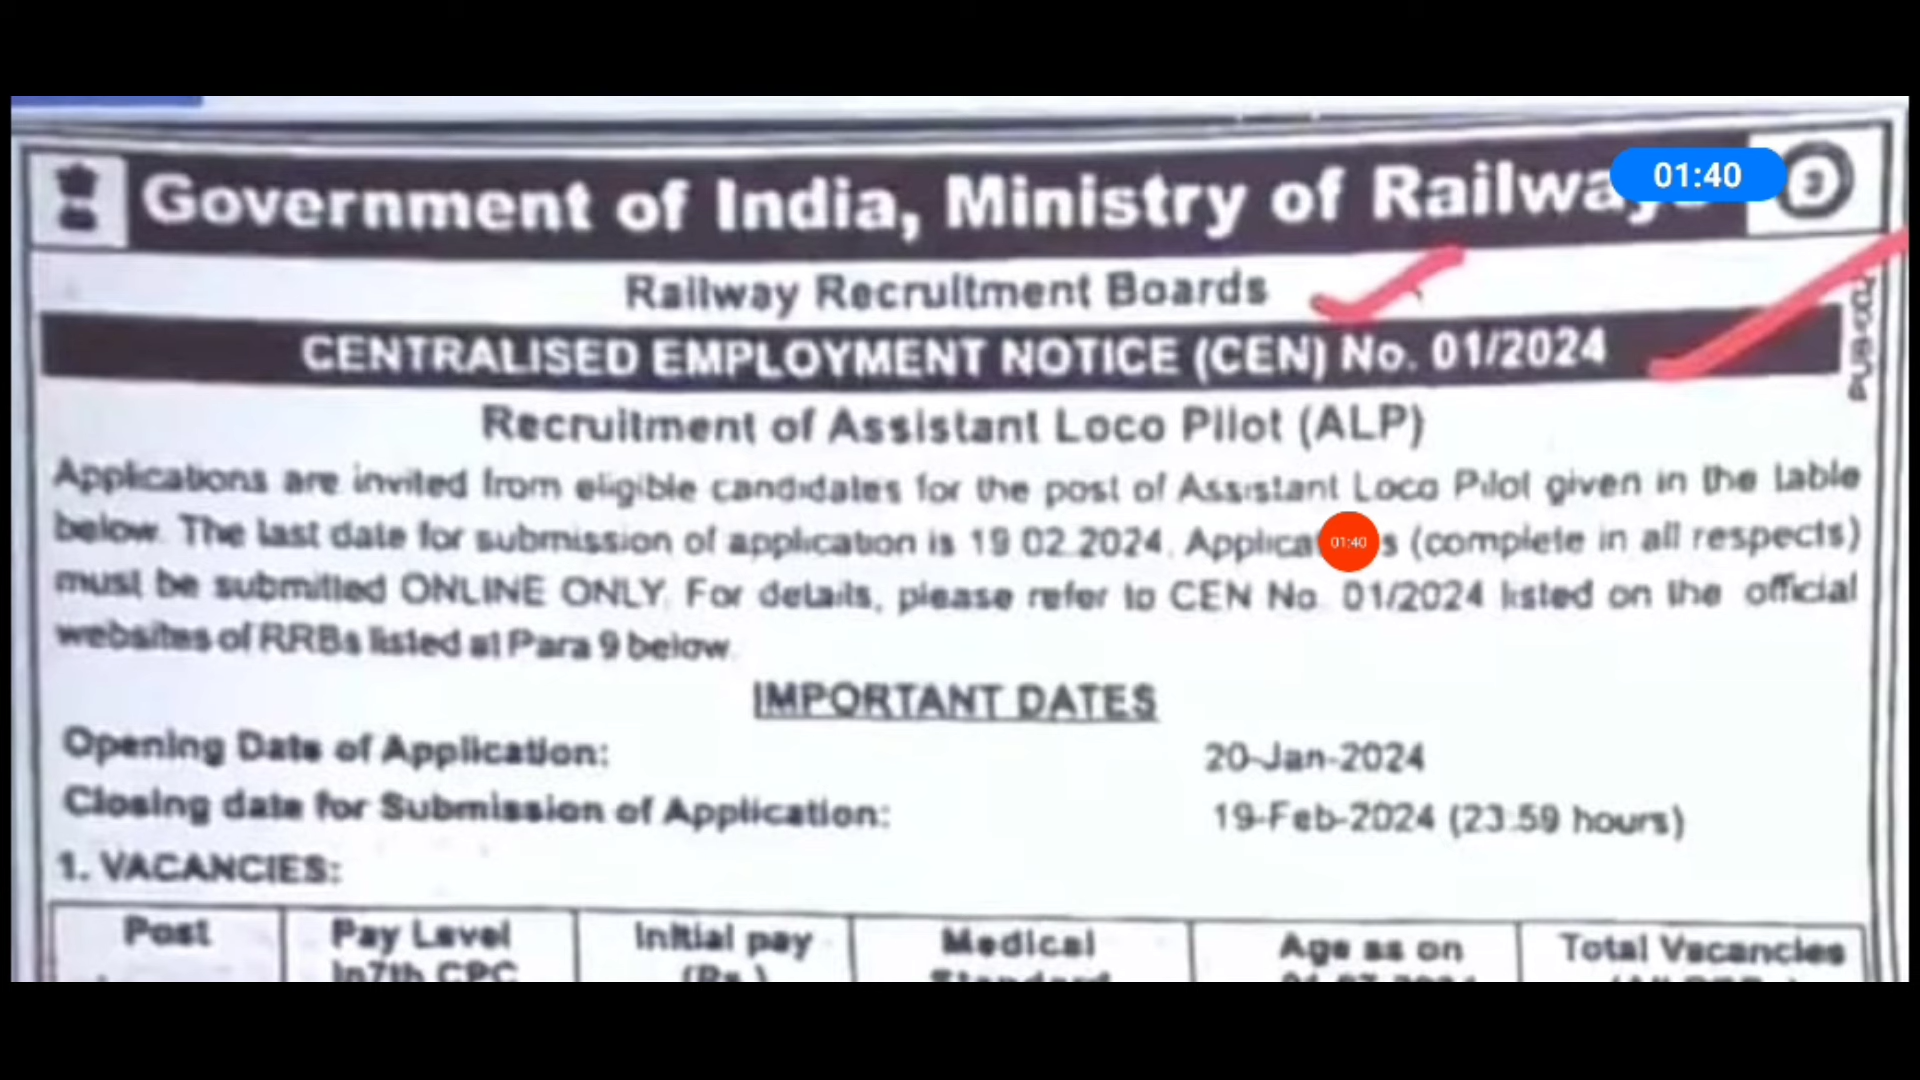 Government of India, Ministry of Railways
01:40
Railway Recruitment Boards
CENTRALISED EMPLOYMENT NOTICE (CEN) No. 01/2024
Recruitment of Assistant Loco Pilot (ALP)
Applications are invited from eligible candidates for the post of Assistant Loco Pilot given in the table
below. The last date for submission of application is 19.02.2024. (complete in all respects)
01:40
must be submitted ONLINE ONLY. For details, please refer to CEN No. 01/2024 listed on the official
websites of RRBs listed at Para 9 below.
IMPORTANT DATES
Opening Date of Application: 20-Jan-2024
Closing date for Submission of Application: 19-Feb-2024 (23.59 hours)
1. VACANCIES:
Post Pay Level Initial pay Medical Age as on Total Vacancies
In 7th CPC (Rs.) Standard